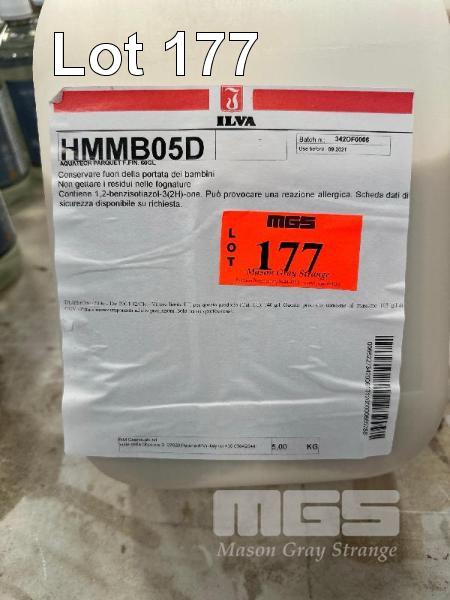 Lot 177
ILVA
HMMB05D
Batch n.: 342OF0066
Use before 09.2021
AQUATECH PARQUET F.FIN. 60CL
Conservare fuori della portata dei bambini
Non gettare i residui nelle fognature
Contiene 1,2-benzisotiazol-3(2H)-one. Può provocare una reazione allergica. Scheda dati di
sicurezza disponibile su richiesta.
MGS
LOT
177
Mason Gray Strange
5,00 KG
MGS
Mason Gray Strange